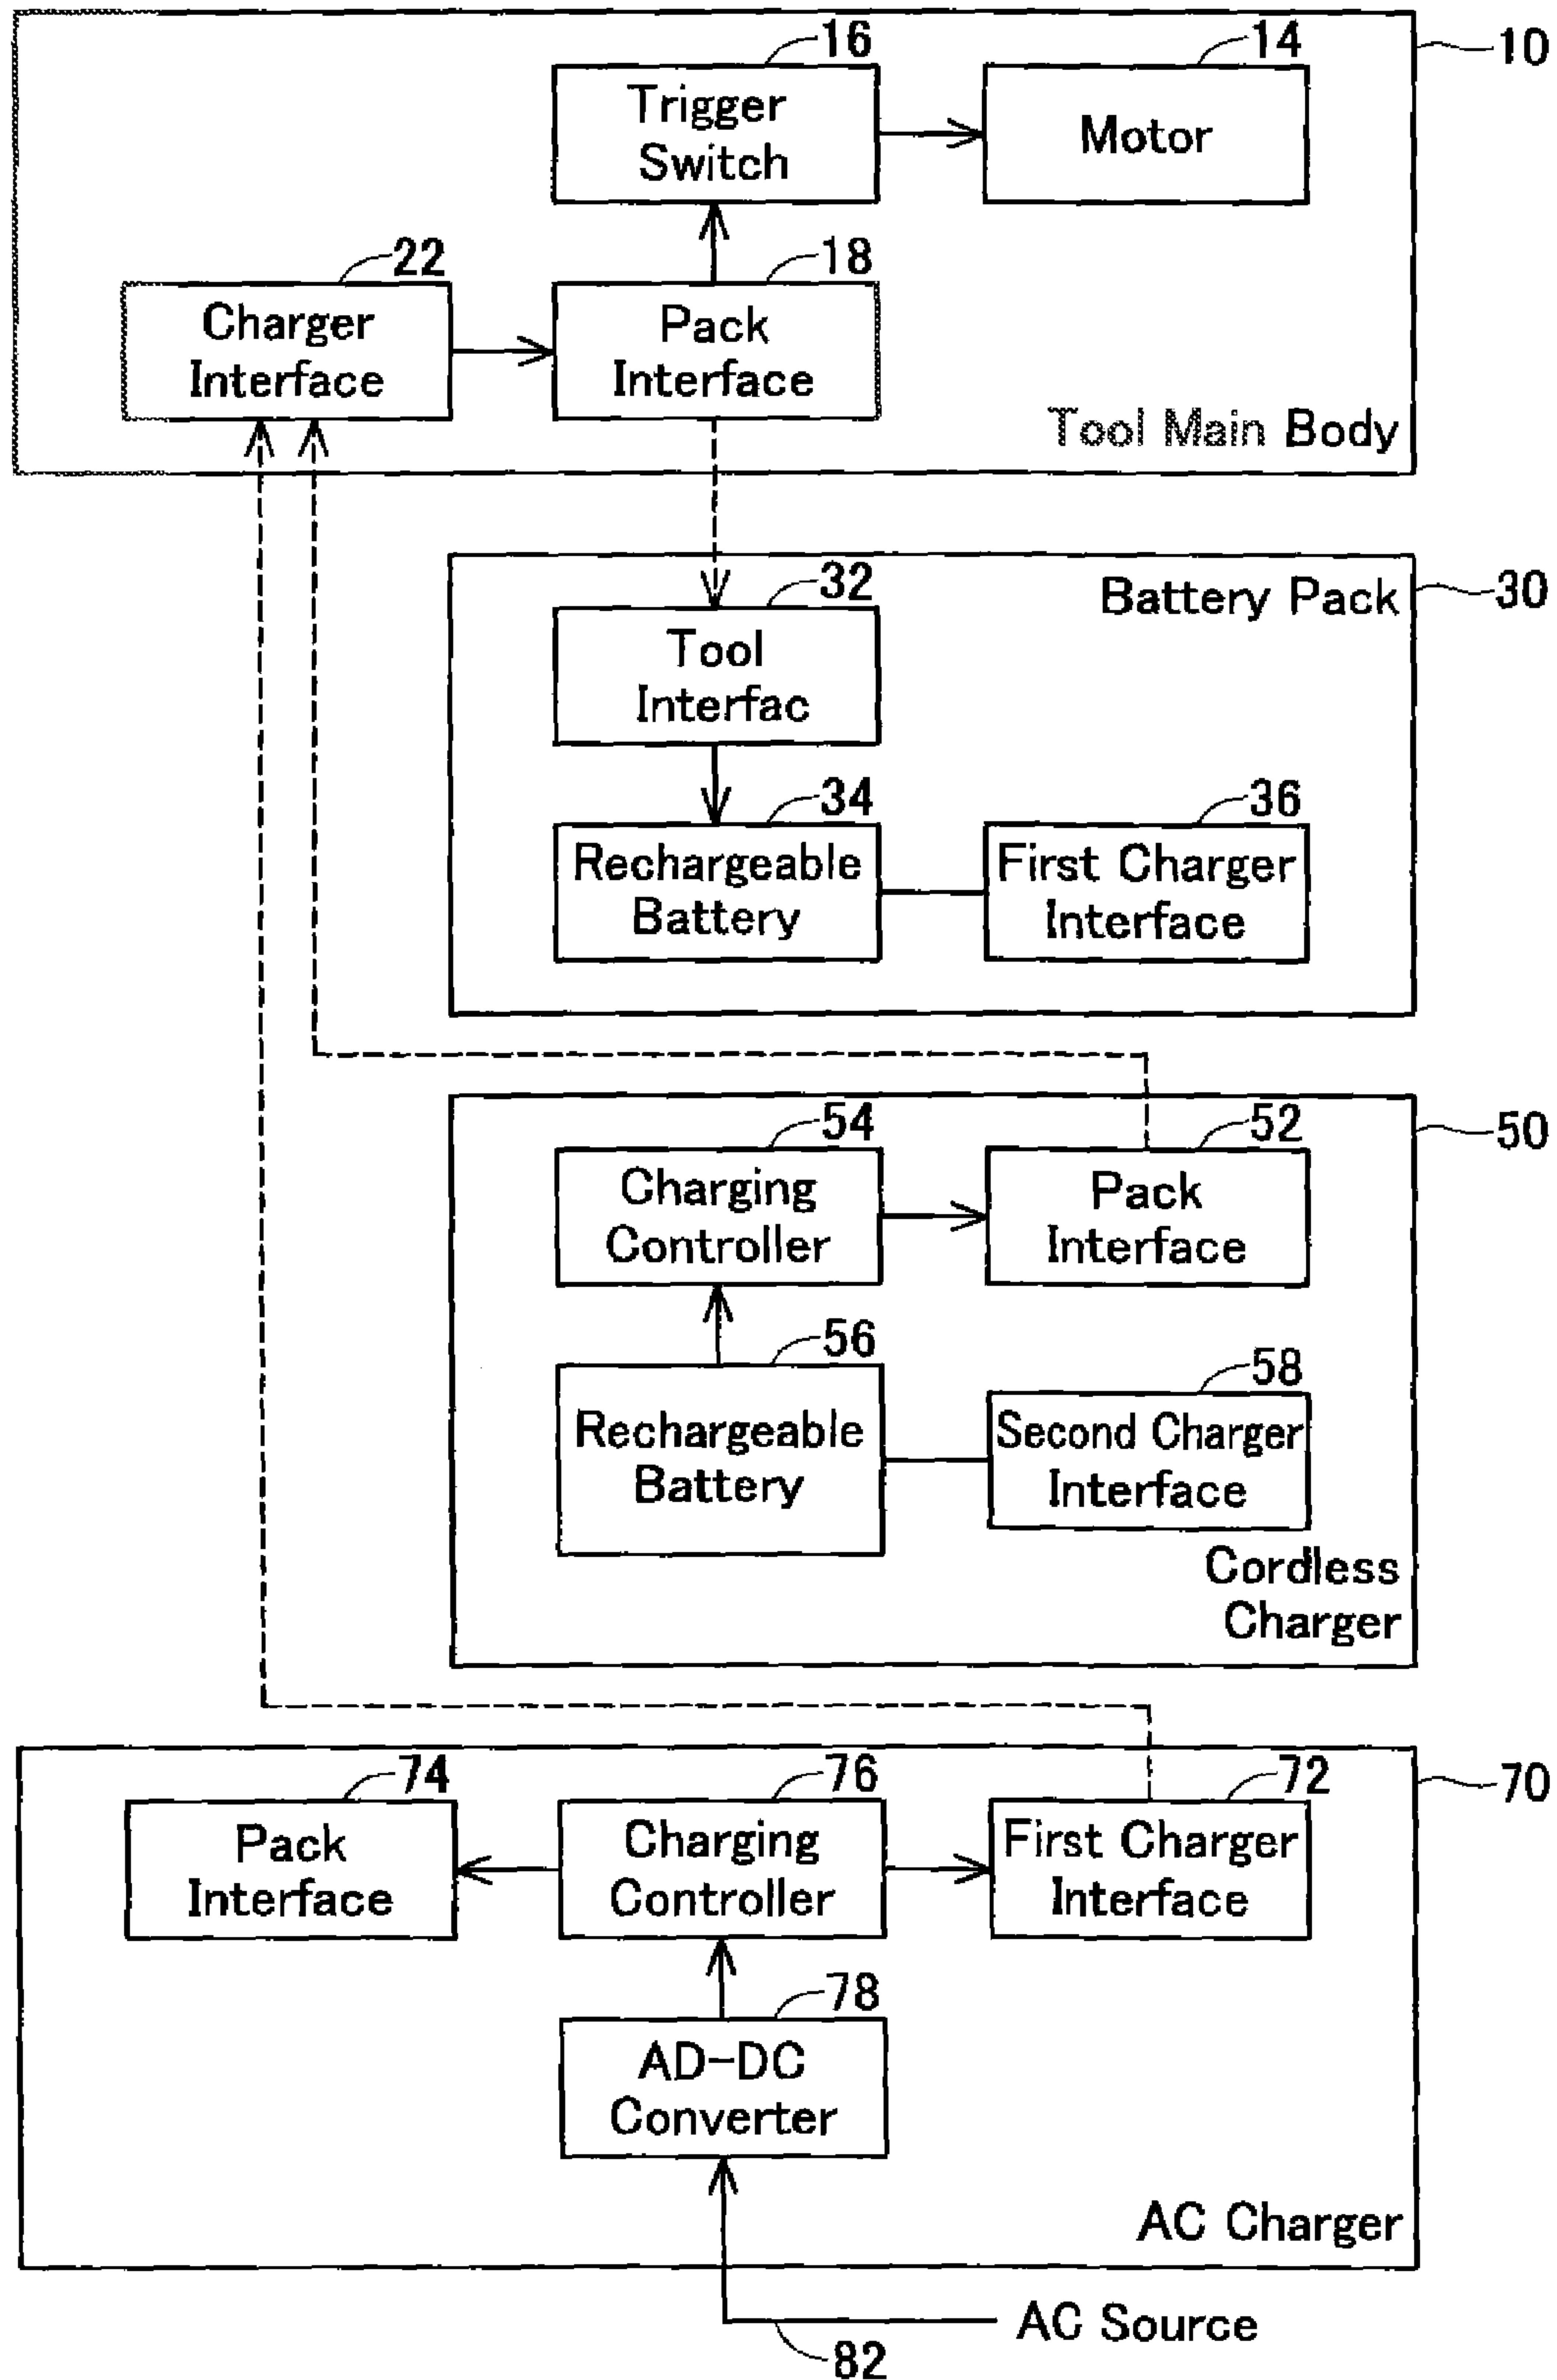 10
16
14
Trigger
Switch
Motor
22
18
Charger
Interface
Pack
Interface
Tool Main Body
32
30
Battery Pack
Tool
Interfac
34
36
Rechargeable
Battery
First Charger
Interface
54
52
50
Charging
Controller
Pack
Interface
56
58
Rechargeable
Battery
Second Charger
Interface
Cordless
Charger
74
76
72
70
Pack
Interface
Charging
Controller
First Charger
Interface
78
AD-DC
Converter
AC Charger
AC Source
82